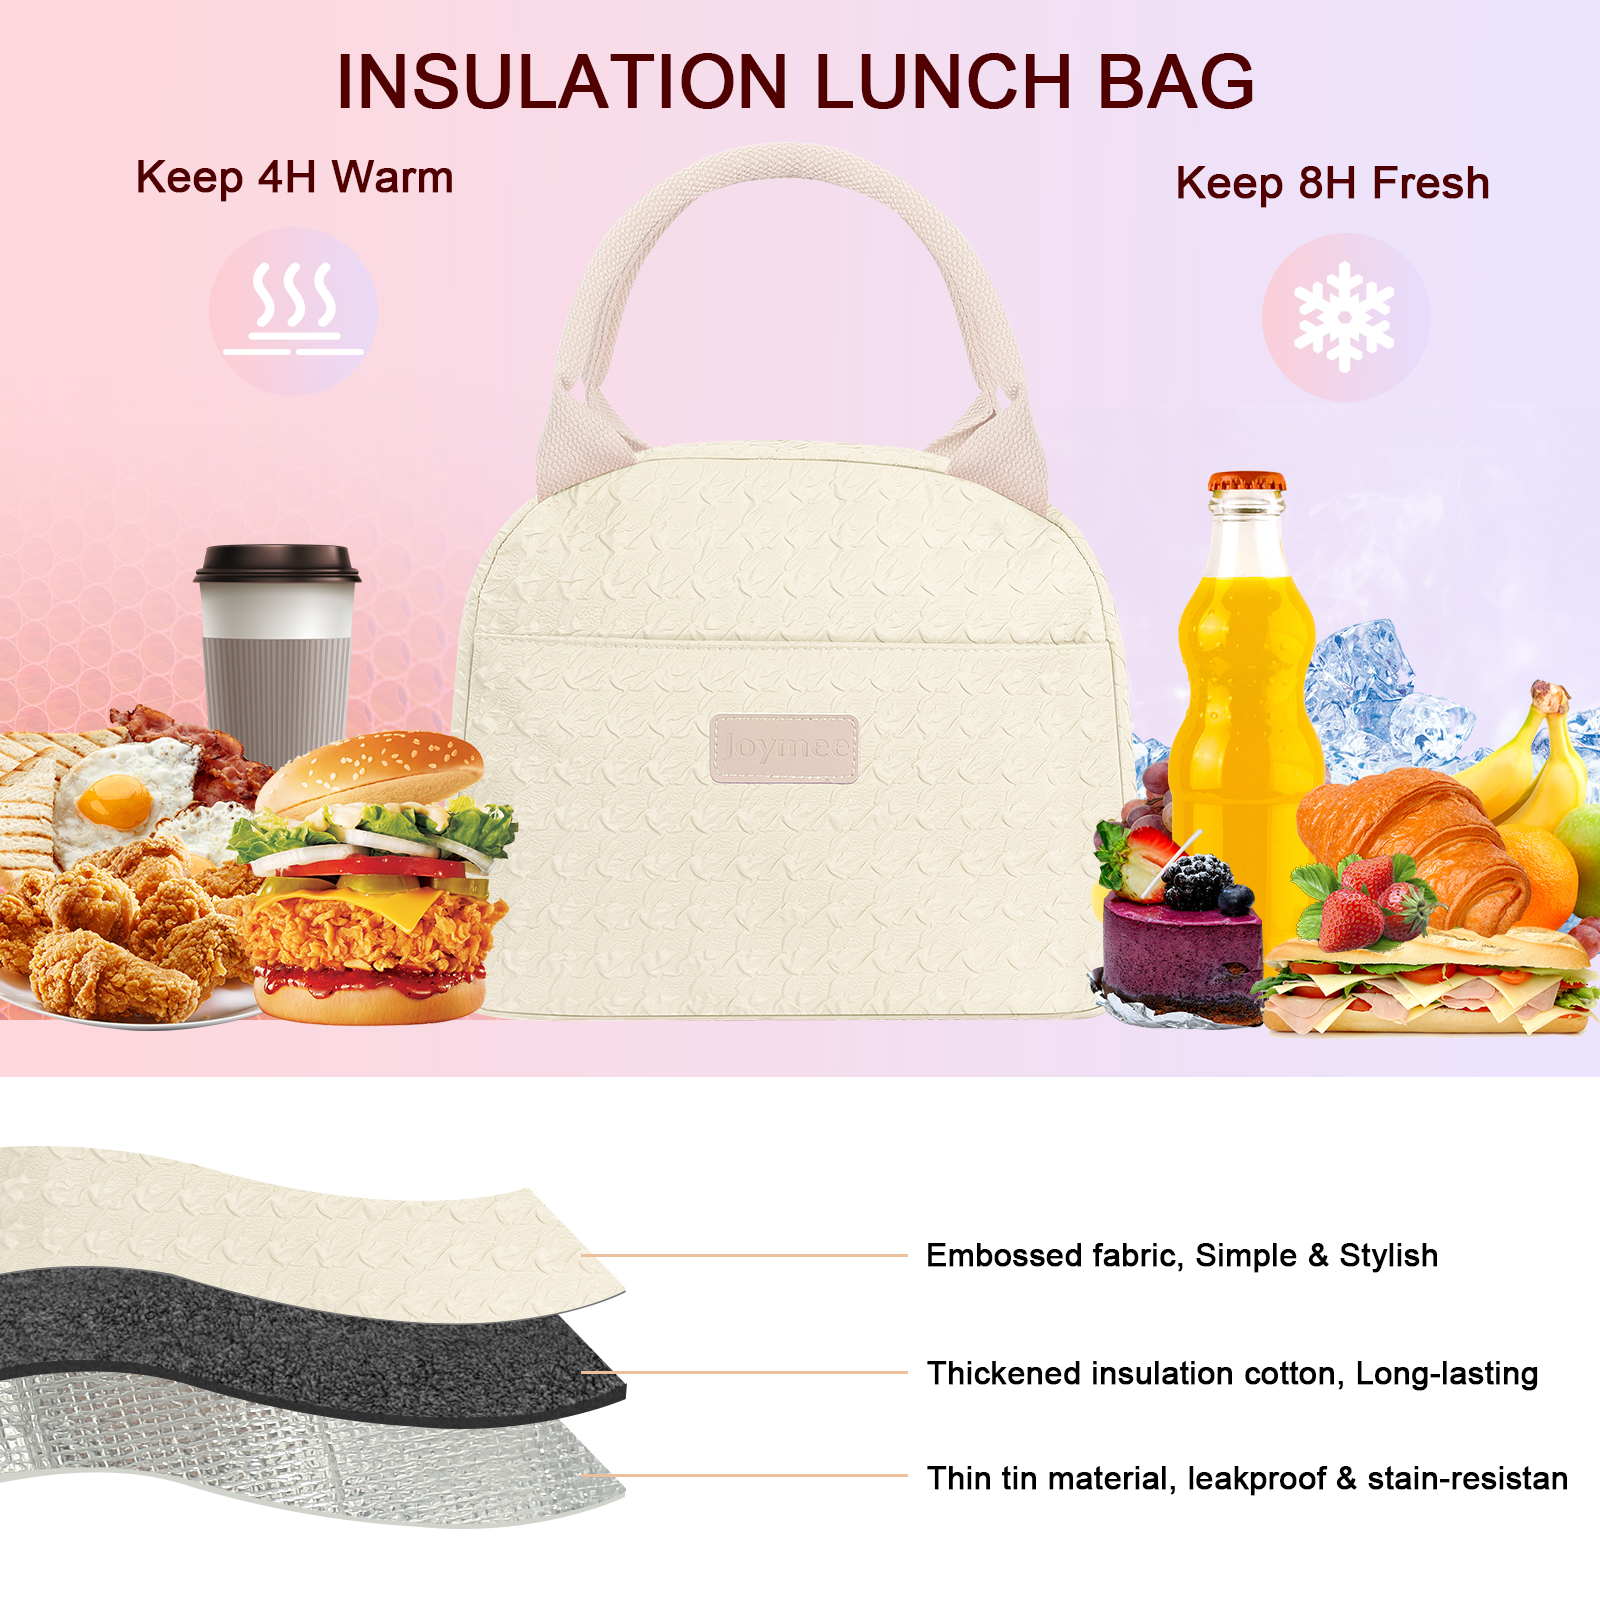 INSULATION LUNCH BAG
Keep 4H Warm
Keep 8H Fresh
Joymee
Embossed fabric, Simple & Stylish
Thickened insulation cotton, Long-lasting
Thin tin material, leakproof & stain-resistan